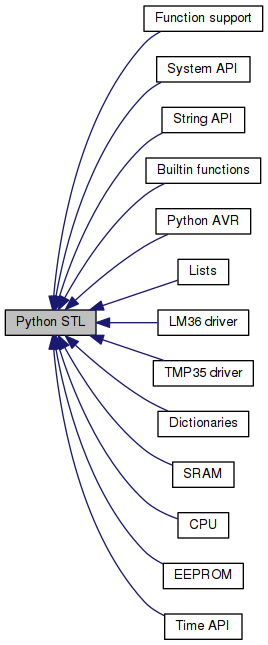 Function support
System API
String API
Builtin functions
Python AVR
Lists
Python STL
LM36 driver
TMP35 driver
Dictionaries
SRAM
CPU
EEPROM
Time API